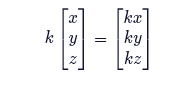 k [x y z] = [kx ky kz]